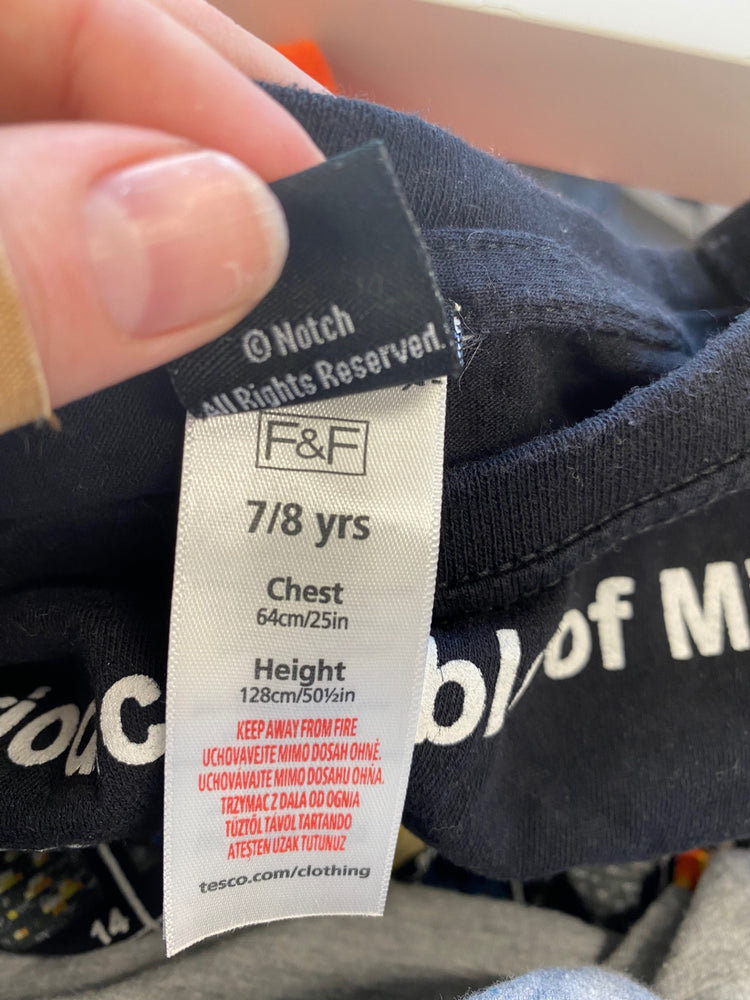 © Notch
All Rights Reserved.
F&F
7/8 yrs
Chest
64cm/25in
Height
128cm/50½in
KEEP AWAY FROM FIRE
UCHOVAVEJTE MIMO DOSAH OHNĚ.
UCHOVÁVAJTE MIMO DOSAHU OHŇA.
TRZYMAC Z DALA OD OGNIA
TŰZTŐL TÁVOL TARTANDO
ATEŞTEN UZAK TUTUNUZ
tesco.com/clothing
of
14